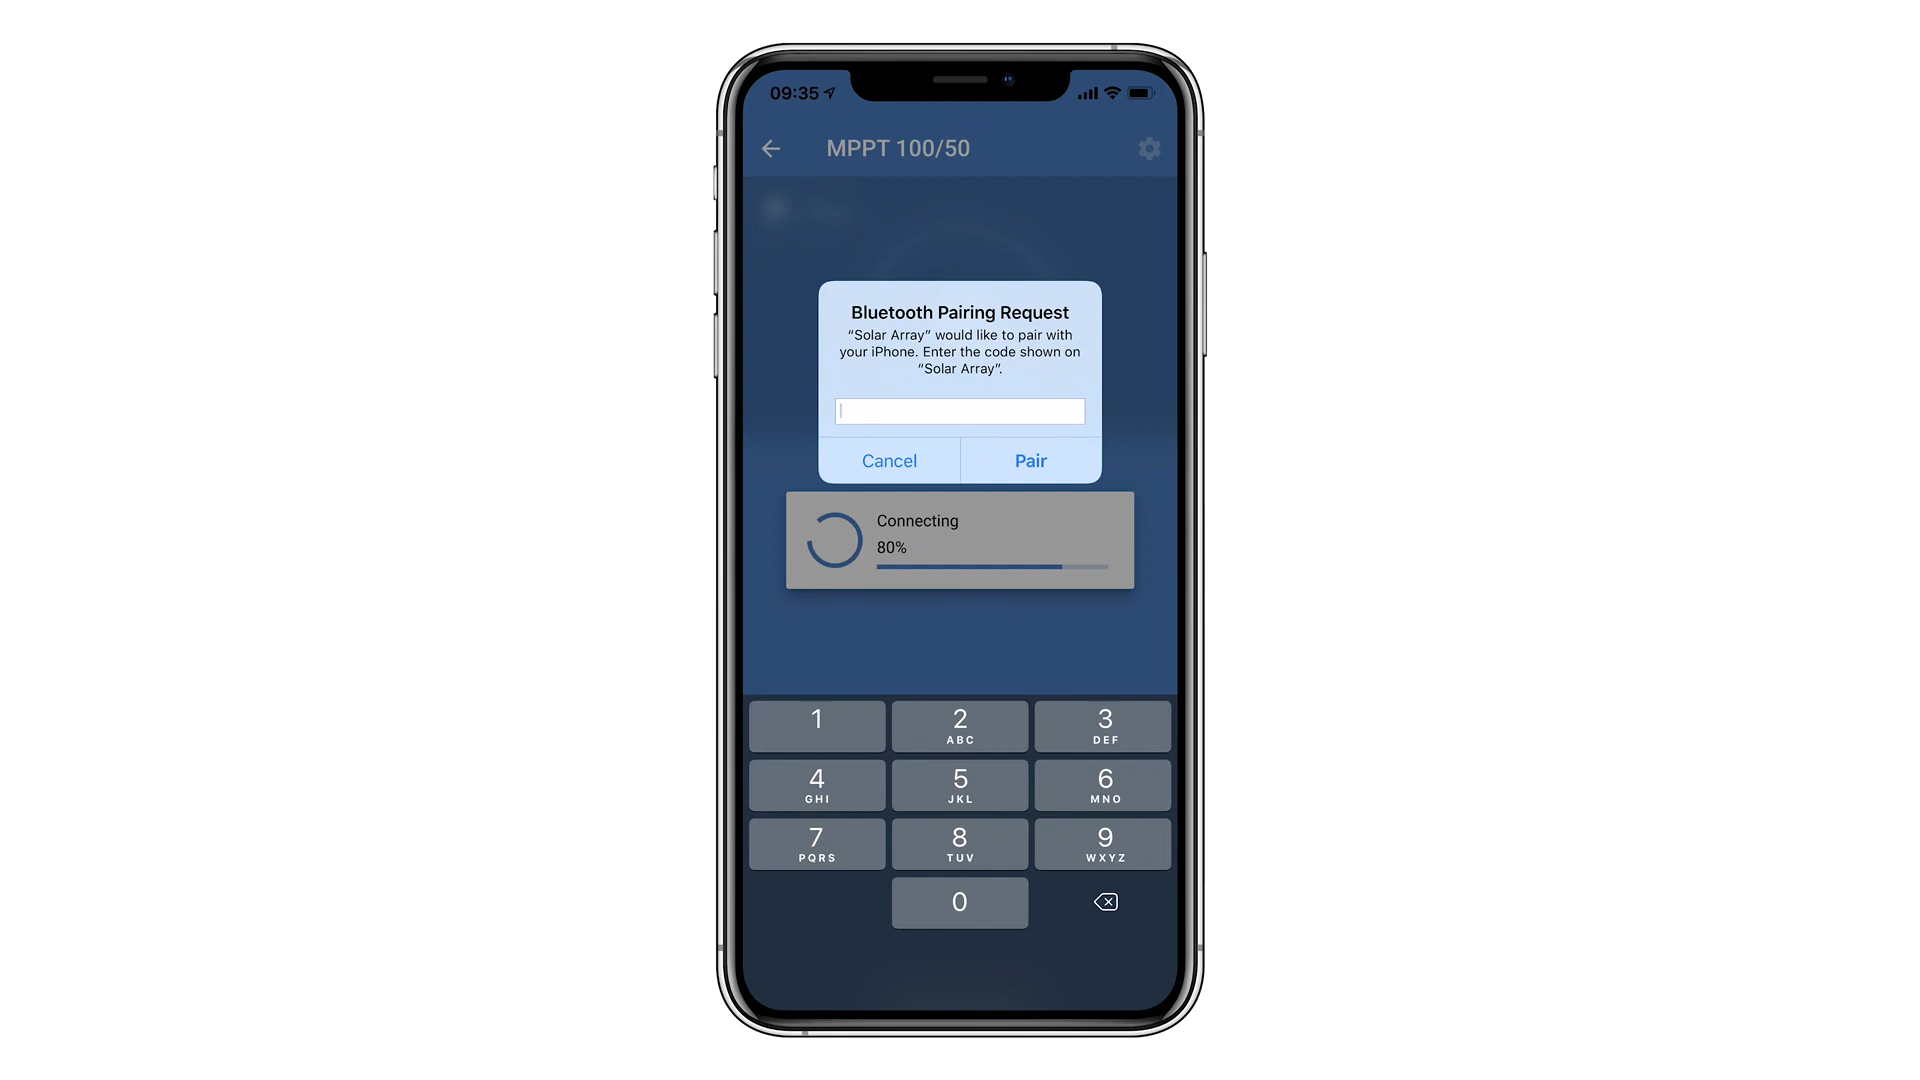 09:35
MPPT 100/50
Bluetooth Pairing Request
“Solar Array” would like to pair with
your iPhone. Enter the code shown on
“Solar Array”.
Cancel
Pair
Connecting
80%
1
2
ABC
3
DEF
4
GHI
5
JKL
6
MNO
7
PQRS
8
TUV
9
WXYZ
0